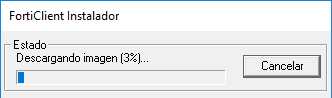 FortiClient Instalador
Estado
Descargando imagen (3%)...
Cancelar